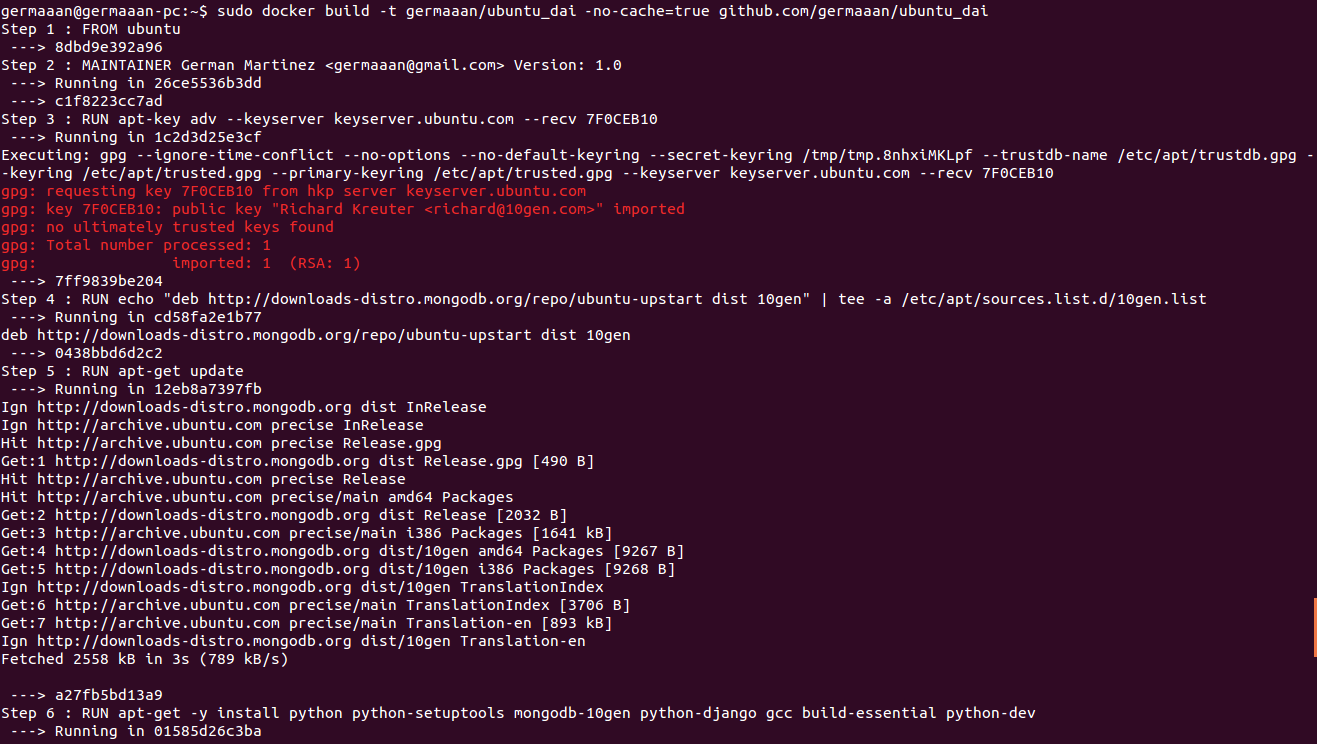 germaaan@germaaan-pc:~$ sudo docker build -t germaaan/ubuntu_dai -no-cache=true github.com/germaaan/ubuntu_dai
Step 1 : FROM ubuntu
 ---> 8dbd9e392a96
Step 2 : MAINTAINER German Martinez <germaaan@gmail.com> Version: 1.0
 ---> Running in 26ce5536b3dd
 ---> c1f8223cc7ad
Step 3 : RUN apt-key adv --keyserver keyserver.ubuntu.com --recv 7F0CEB10
 ---> Running in 1c2d3d25e3cf
Executing: gpg --ignore-time-conflict --no-options --no-default-keyring --secret-keyring /tmp/tmp.8nhxiMKLpf --trustdb-name /etc/apt/trustdb.gpg -
-keyring /etc/apt/trusted.gpg --primary-keyring /etc/apt/trusted.gpg --keyserver keyserver.ubuntu.com --recv 7F0CEB10
gpg: requesting key 7F0CEB10 from hkp server keyserver.ubuntu.com
gpg: key 7F0CEB10: public key "Richard Kreuter <richard@10gen.com>" imported
gpg: no ultimately trusted keys found
gpg: Total number processed: 1
gpg:               imported: 1  (RSA: 1)
 ---> 7ff9839be204
Step 4 : RUN echo "deb http://downloads-distro.mongodb.org/repo/ubuntu-upstart dist 10gen" | tee -a /etc/apt/sources.list.d/10gen.list
 ---> Running in cd58fa2e1b77
deb http://downloads-distro.mongodb.org/repo/ubuntu-upstart dist 10gen
 ---> 0438bbd6d2c2
Step 5 : RUN apt-get update
 ---> Running in 12eb8a7397fb
Ign http://downloads-distro.mongodb.org dist InRelease
Ign http://archive.ubuntu.com precise InRelease
Hit http://archive.ubuntu.com precise Release.gpg
Get:1 http://downloads-distro.mongodb.org dist Release.gpg [490 B]
Hit http://archive.ubuntu.com precise Release
Hit http://archive.ubuntu.com precise/main amd64 Packages
Get:2 http://downloads-distro.mongodb.org dist Release [2032 B]
Get:3 http://archive.ubuntu.com precise/main i386 Packages [1641 kB]
Get:4 http://downloads-distro.mongodb.org dist/10gen amd64 Packages [9267 B]
Get:5 http://downloads-distro.mongodb.org dist/10gen i386 Packages [9268 B]
Ign http://downloads-distro.mongodb.org dist/10gen TranslationIndex
Get:6 http://archive.ubuntu.com precise/main TranslationIndex [3706 B]
Get:7 http://archive.ubuntu.com precise/main Translation-en [893 kB]
Ign http://downloads-distro.mongodb.org dist/10gen Translation-en
Fetched 2558 kB in 3s (789 kB/s)

 ---> a27fb5bd13a9
Step 6 : RUN apt-get -y install python python-setuptools mongodb-10gen python-django gcc build-essential python-dev
 ---> Running in 01585d26c3ba